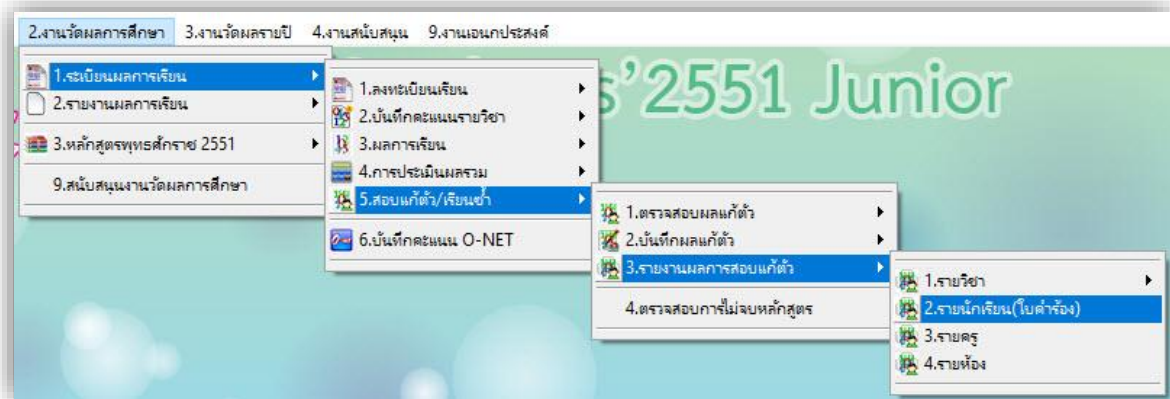 2.งานวัดผลการศึกษา 3.งานวัดผลรายปี 4.งานสนับสนุน 9.งานเอนกประสงค์
1.ระเบียนผลการเรียน
2.รายงานผลการเรียน
3.หลักสูตรพุทธศักราช 2551
9.สนับสนุนงานวัดผลการศึกษา
s'2551 Junior
1.ลงทะเบียนเรียน
2.บันทึกคะแนนรายวิชา
3.ผลการเรียน
4.การประเมินผลรวม
5.สอบแก้ตัว/เรียนซ้ำ
6.บันทึกคะแนน O-NET
1.ตรวจสอบผลแก้ตัว
2.บันทึกผลแก้ตัว
3.รายงานผลการสอบแก้ตัว
4.ตรวจสอบการไม่จบหลักสูตร
1.รายวิชา
2.รายนักเรียน(ใบคำร้อง)
3.รายครู
4.รายห้อง